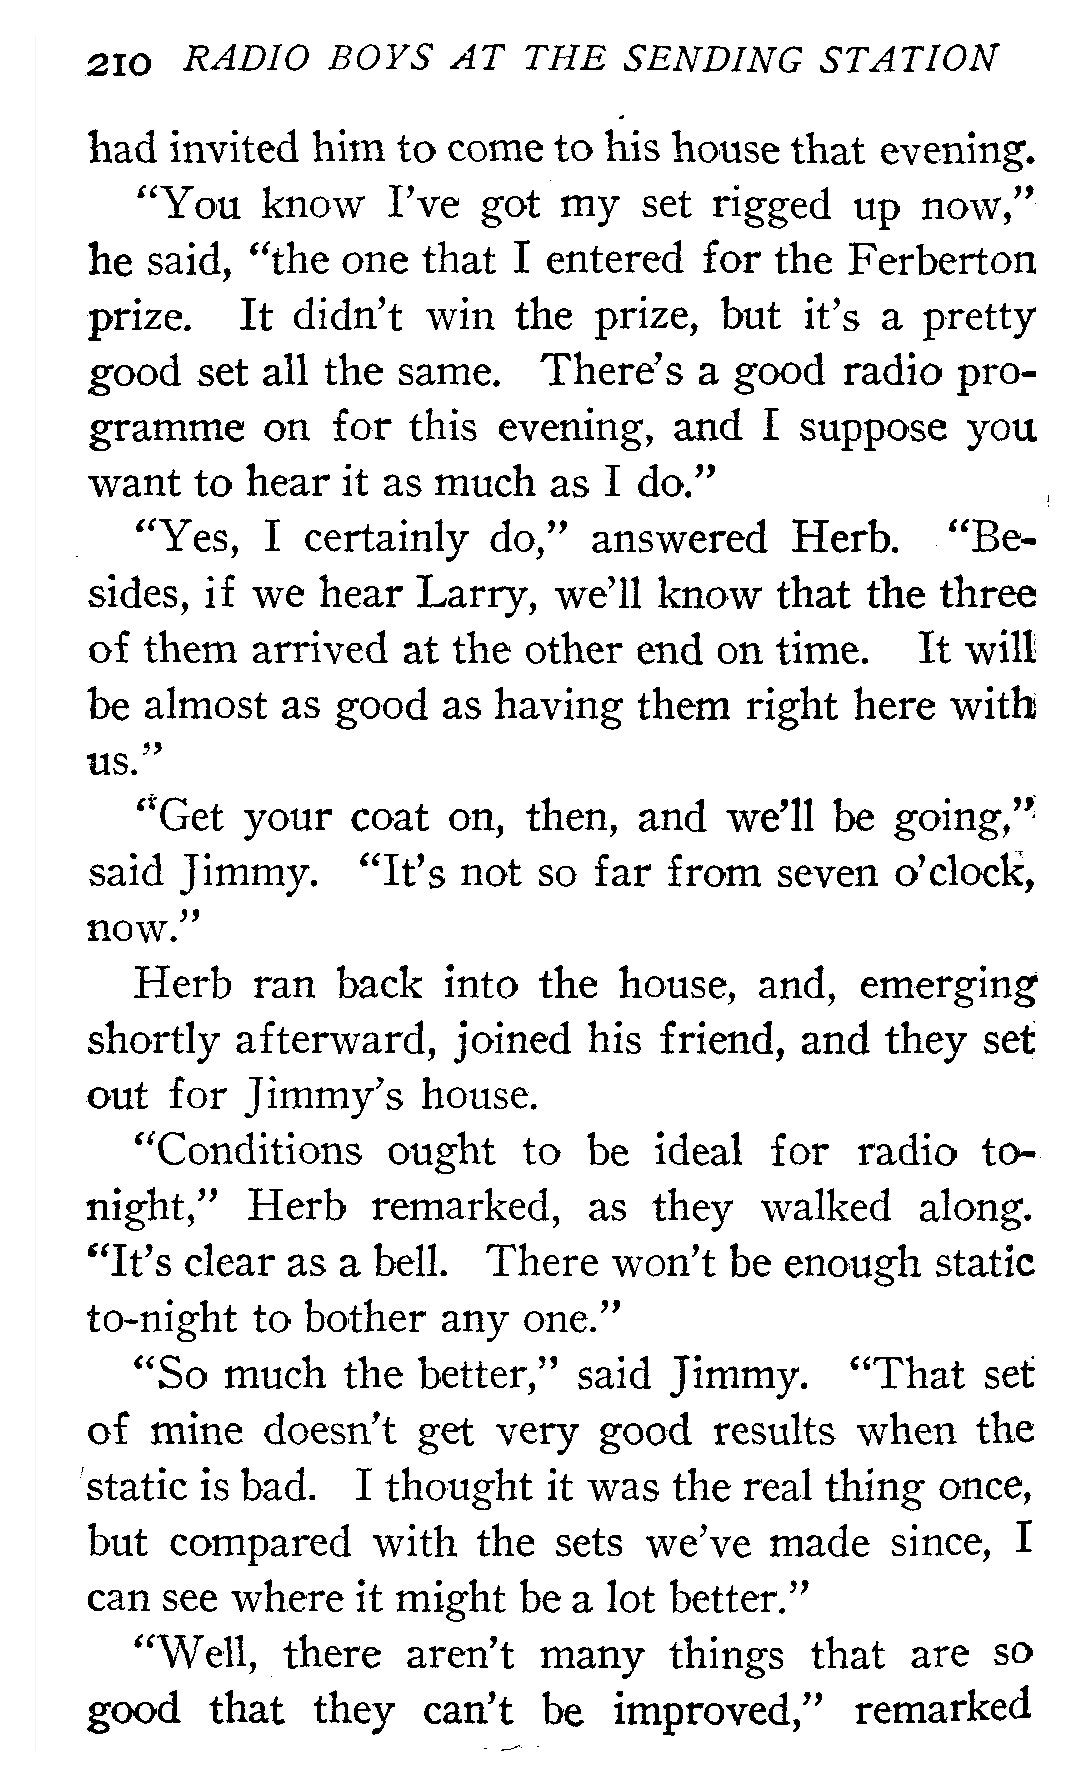 210 RADIO BOYS AT THE SENDING STATION
had invited him to come to his house that evening.
“You know I’ve got my set rigged up now,”
he said, “the one that I entered for the Ferberton
prize. It didn’t win the prize, but it’s a pretty
good set all the same. There’s a good radio pro-
gramme on for this evening, and I suppose you
want to hear it as much as I do.”
“Yes, I certainly do,” answered Herb. “Be-
sides, if we hear Larry, we’ll know that the three
of them arrived at the other end on time. It will
be almost as good as having them right here with
us.”
“Get your coat on, then, and we’ll be going,”
said Jimmy. “It’s not so far from seven o’clock,
now.”
Herb ran back into the house, and, emerging
shortly afterward, joined his friend, and they set
out for Jimmy’s house.
“Conditions ought to be ideal for radio to-
night,” Herb remarked, as they walked along.
“It’s clear as a bell. There won’t be enough static
to-night to bother any one.”
“So much the better,” said Jimmy. “That set
of mine doesn’t get very good results when the
static is bad. I thought it was the real thing once,
but compared with the sets we’ve made since, I
can see where it might be a lot better.”
“Well, there aren’t many things that are so
good that they can’t be improved,” remarked